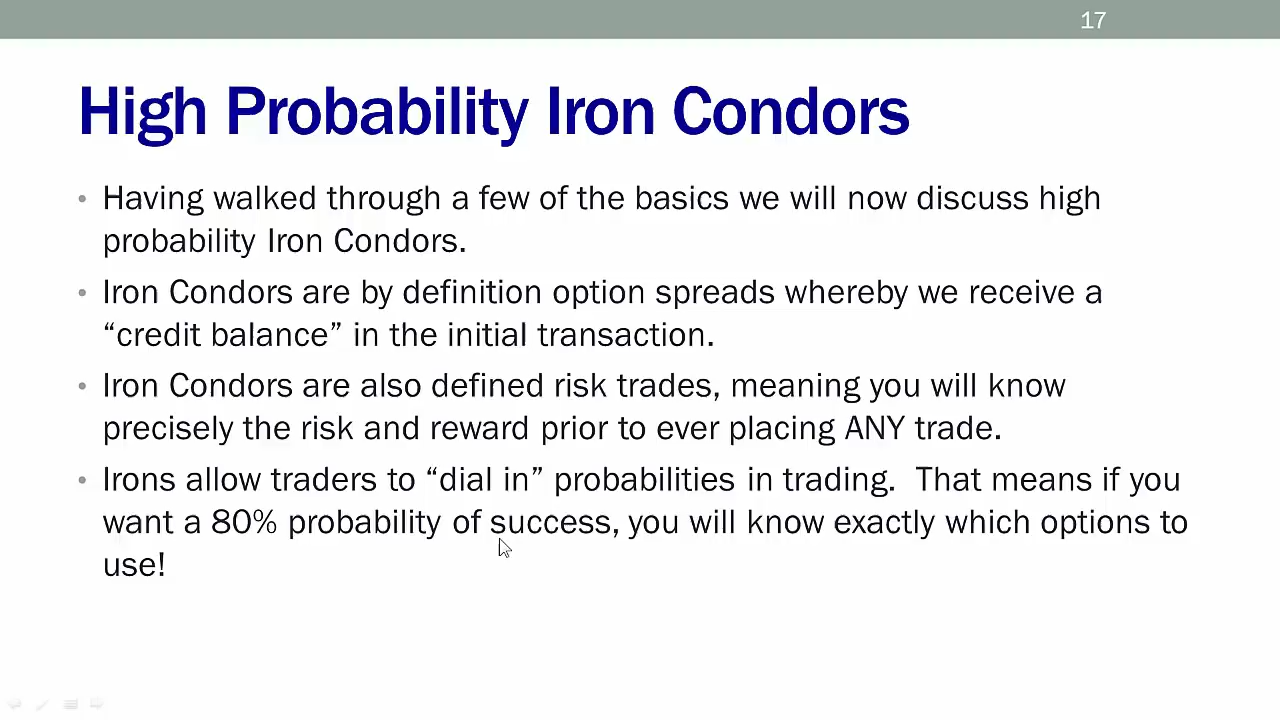 17
High Probability Iron Condors
• Having walked through a few of the basics we will now discuss high
probability Iron Condors.
• Iron Condors are by definition option spreads whereby we receive a
“credit balance” in the initial transaction.
• Iron Condors are also defined risk trades, meaning you will know
precisely the risk and reward prior to ever placing ANY trade.
• Irons allow traders to “dial in” probabilities in trading.  That means if you
want a 80% probability of success, you will know exactly which options to
use!